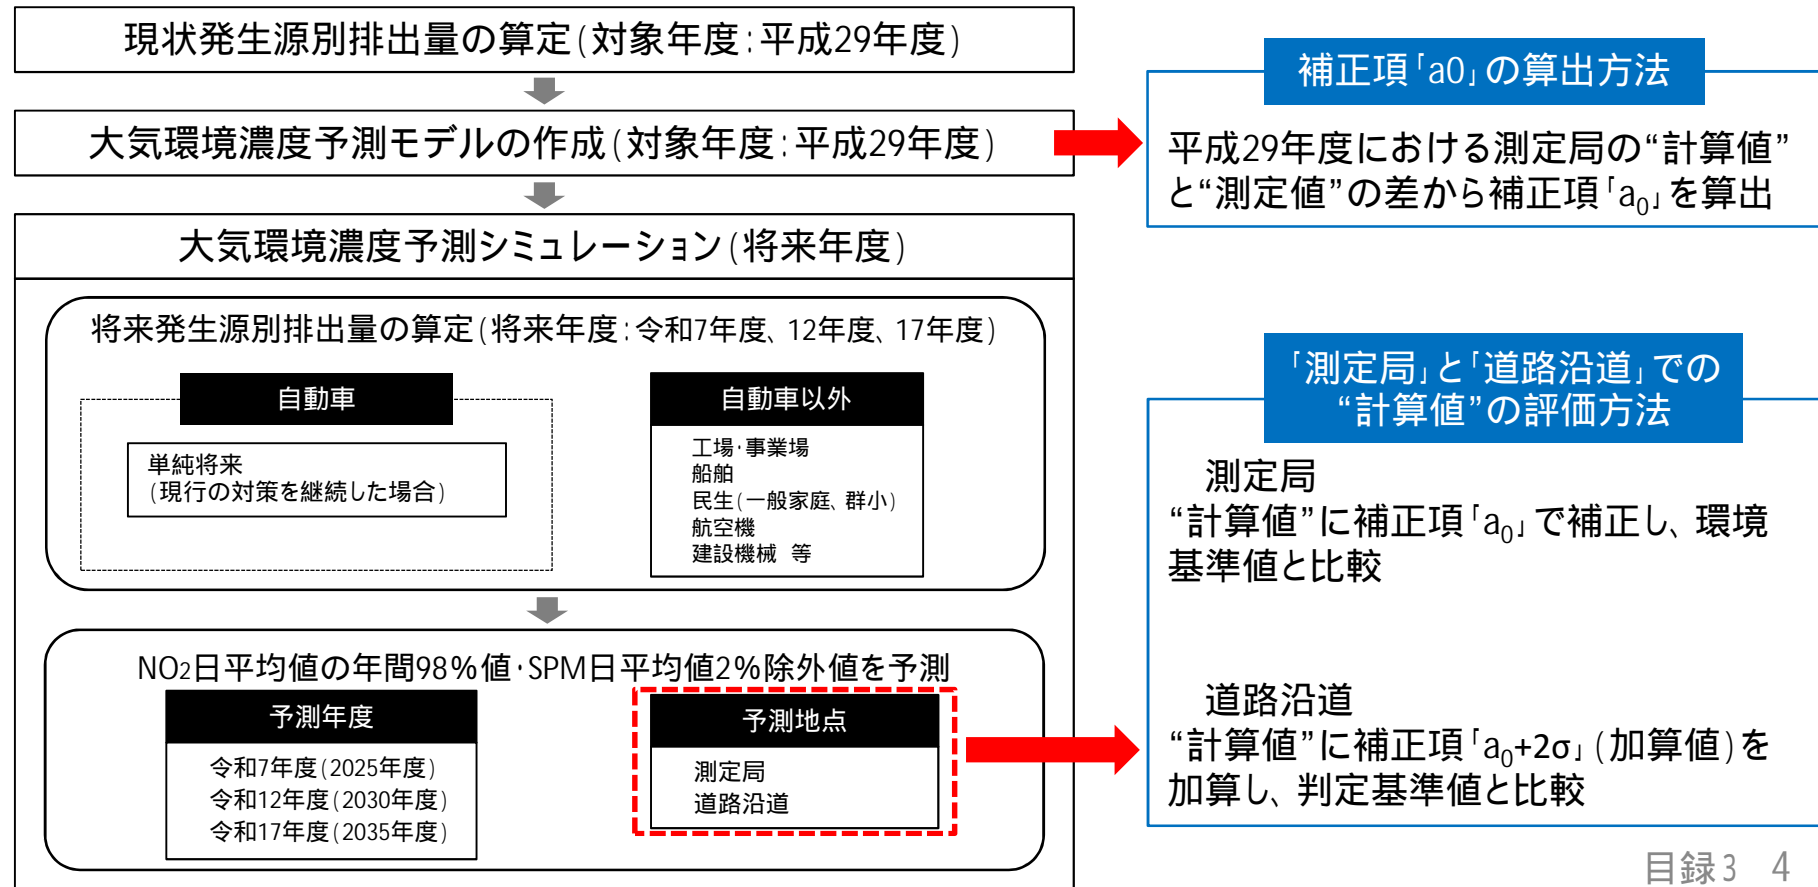 現状発生源別排出量の算定(対象年度:平成29年度)
大気環境濃度予測モデルの作成(対象年度:平成29年度)
大気環境濃度予測シミュレーション(将来年度)
将来発生源別排出量の算定(将来年度:令和7年度、12年度、17年度)
自動車
単純将来
(現行の対策を継続した場合)
自動車以外
工場・事業場
船舶
民生(一般家庭、群小)
航空機
建設機械 等
NO₂日平均値の年間98%値・SPM日平均値2%除外値を予測
予測年度
令和7年度(2025年度)
令和12年度(2030年度)
令和17年度(2035年度)
予測地点
測定局
道路沿道
補正項「a0」の算出方法
平成29年度における測定局の“計算値”
と“測定値”の差から補正項「a₀」を算出
「測定局」と「道路沿道」での
“計算値”の評価方法
測定局
“計算値”に補正項「a₀」で補正し、環境
基準値と比較
道路沿道
“計算値”に補正項「a₀+2σ」(加算値)を
加算し、判定基準値と比較
目録3 4